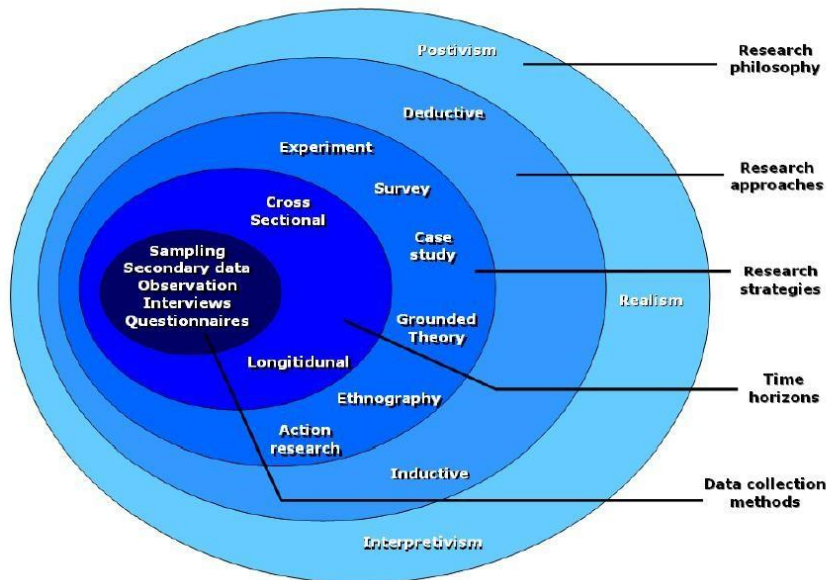 Postivism
Research
philosophy
Deductive
Experiment
Research
approaches
Survey
Cross
Sectional
Case
study
Sampling
Secondary data
Observation
Interviews
Questionnaires
Research
strategies
Realism
Grounded
Theory
Longitidunal
Time
horizons
Ethnography
Action
research
Inductive
Data collection
methods
Interpretivism